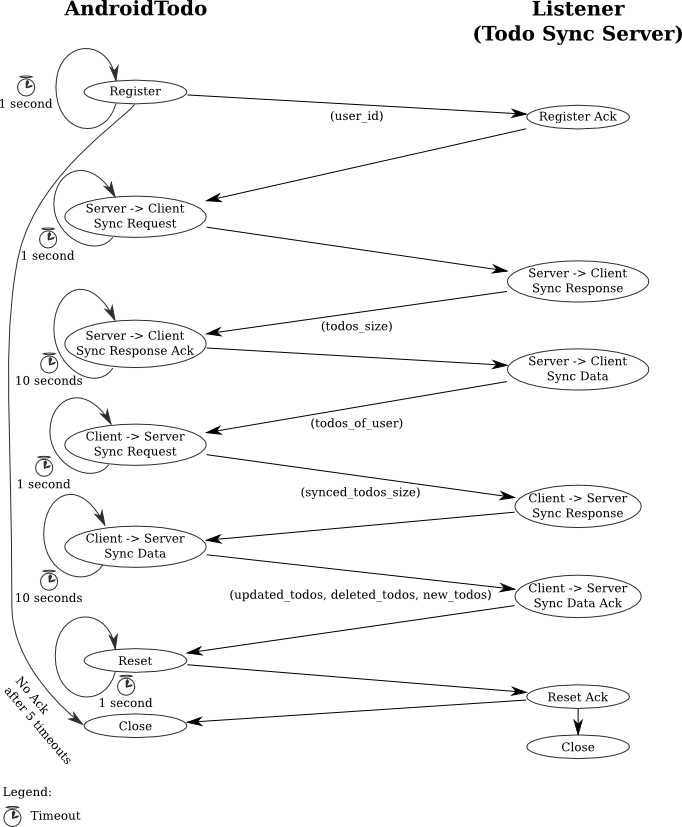 AndroidTodo
Listener
(Todo Sync Server)
Register
1 second
(user_id)
Register Ack
Server -> Client
Sync Request
1 second
Server -> Client
Sync Response
(todos_size)
Server -> Client
Sync Response Ack
10 seconds
Server -> Client
Sync Data
(todos_of_user)
Client -> Server
Sync Request
1 second
(synced_todos_size)
Client -> Server
Sync Response
Client -> Server
Sync Data
10 seconds
(updated_todos, deleted_todos, new_todos)
Client -> Server
Sync Data Ack
Reset
1 second
Reset Ack
No Ack
after 5 timeouts
Close
Close
Legend:
Timeout